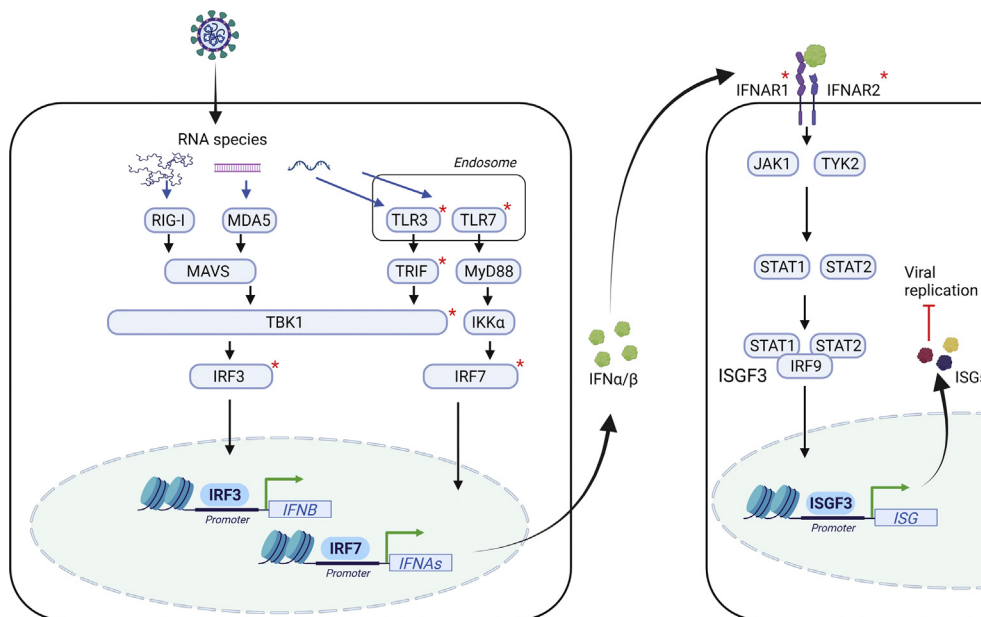 RNA species
Endosome
RIG-I
MDA5
TLR3 *
TLR7 *
MAVS
TRIF *
MyD88
TBK1 *
IKKα
IRF3 *
IRF7 *
IRF3
Promoter
IFNB
IRF7
Promoter
IFNAs
IFNα/β
IFNAR1 *
IFNAR2 *
JAK1
TYK2
STAT1
STAT2
Viral
replication
STAT1
STAT2
IRF9
ISGF3
ISGs
ISGF3
Promoter
ISG